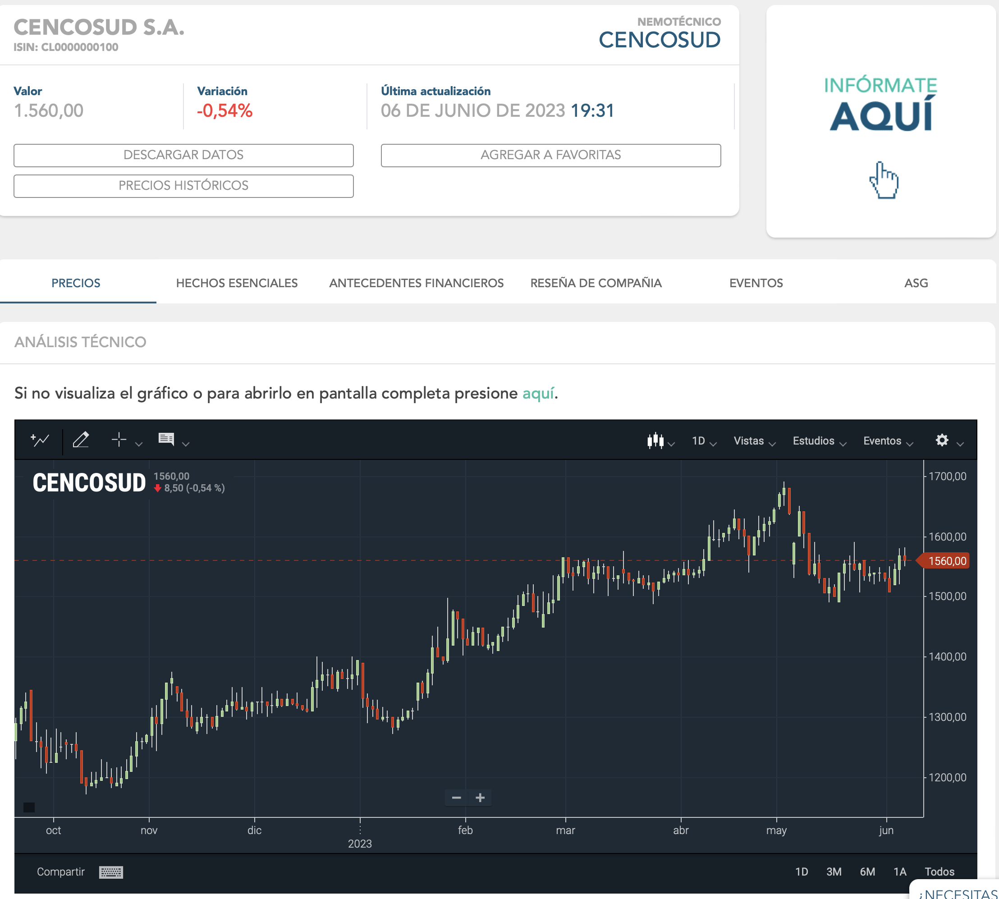 CENCOSUD S.A.
ISIN: CL0000000100
NEMOTÉCNICO
CENCOSUD
Valor
1.560,00
Variación
-0,54%
Última actualización
06 DE JUNIO DE 2023 19:31
DESCARGAR DATOS
AGREGAR A FAVORITAS
PRECIOS HISTÓRICOS
INFÓRMATE
AQUÍ
PRECIOS
HECHOS ESENCIALES
ANTECEDENTES FINANCIEROS
RESEÑA DE COMPAÑIA
EVENTOS
ASG
ANÁLISIS TÉCNICO
Si no visualiza el gráfico o para abrirlo en pantalla completa presione aquí.
1D
Vistas
Estudios
Eventos
CENCOSUD
1560,00
8,50 (-0,54 %)
1700,00
1600,00
1560,00
1500,00
1400,00
1300,00
1200,00
oct
nov
dic
2023
feb
mar
abr
may
jun
Compartir
1D
3M
6M
1A
Todos
¿NECESITAS